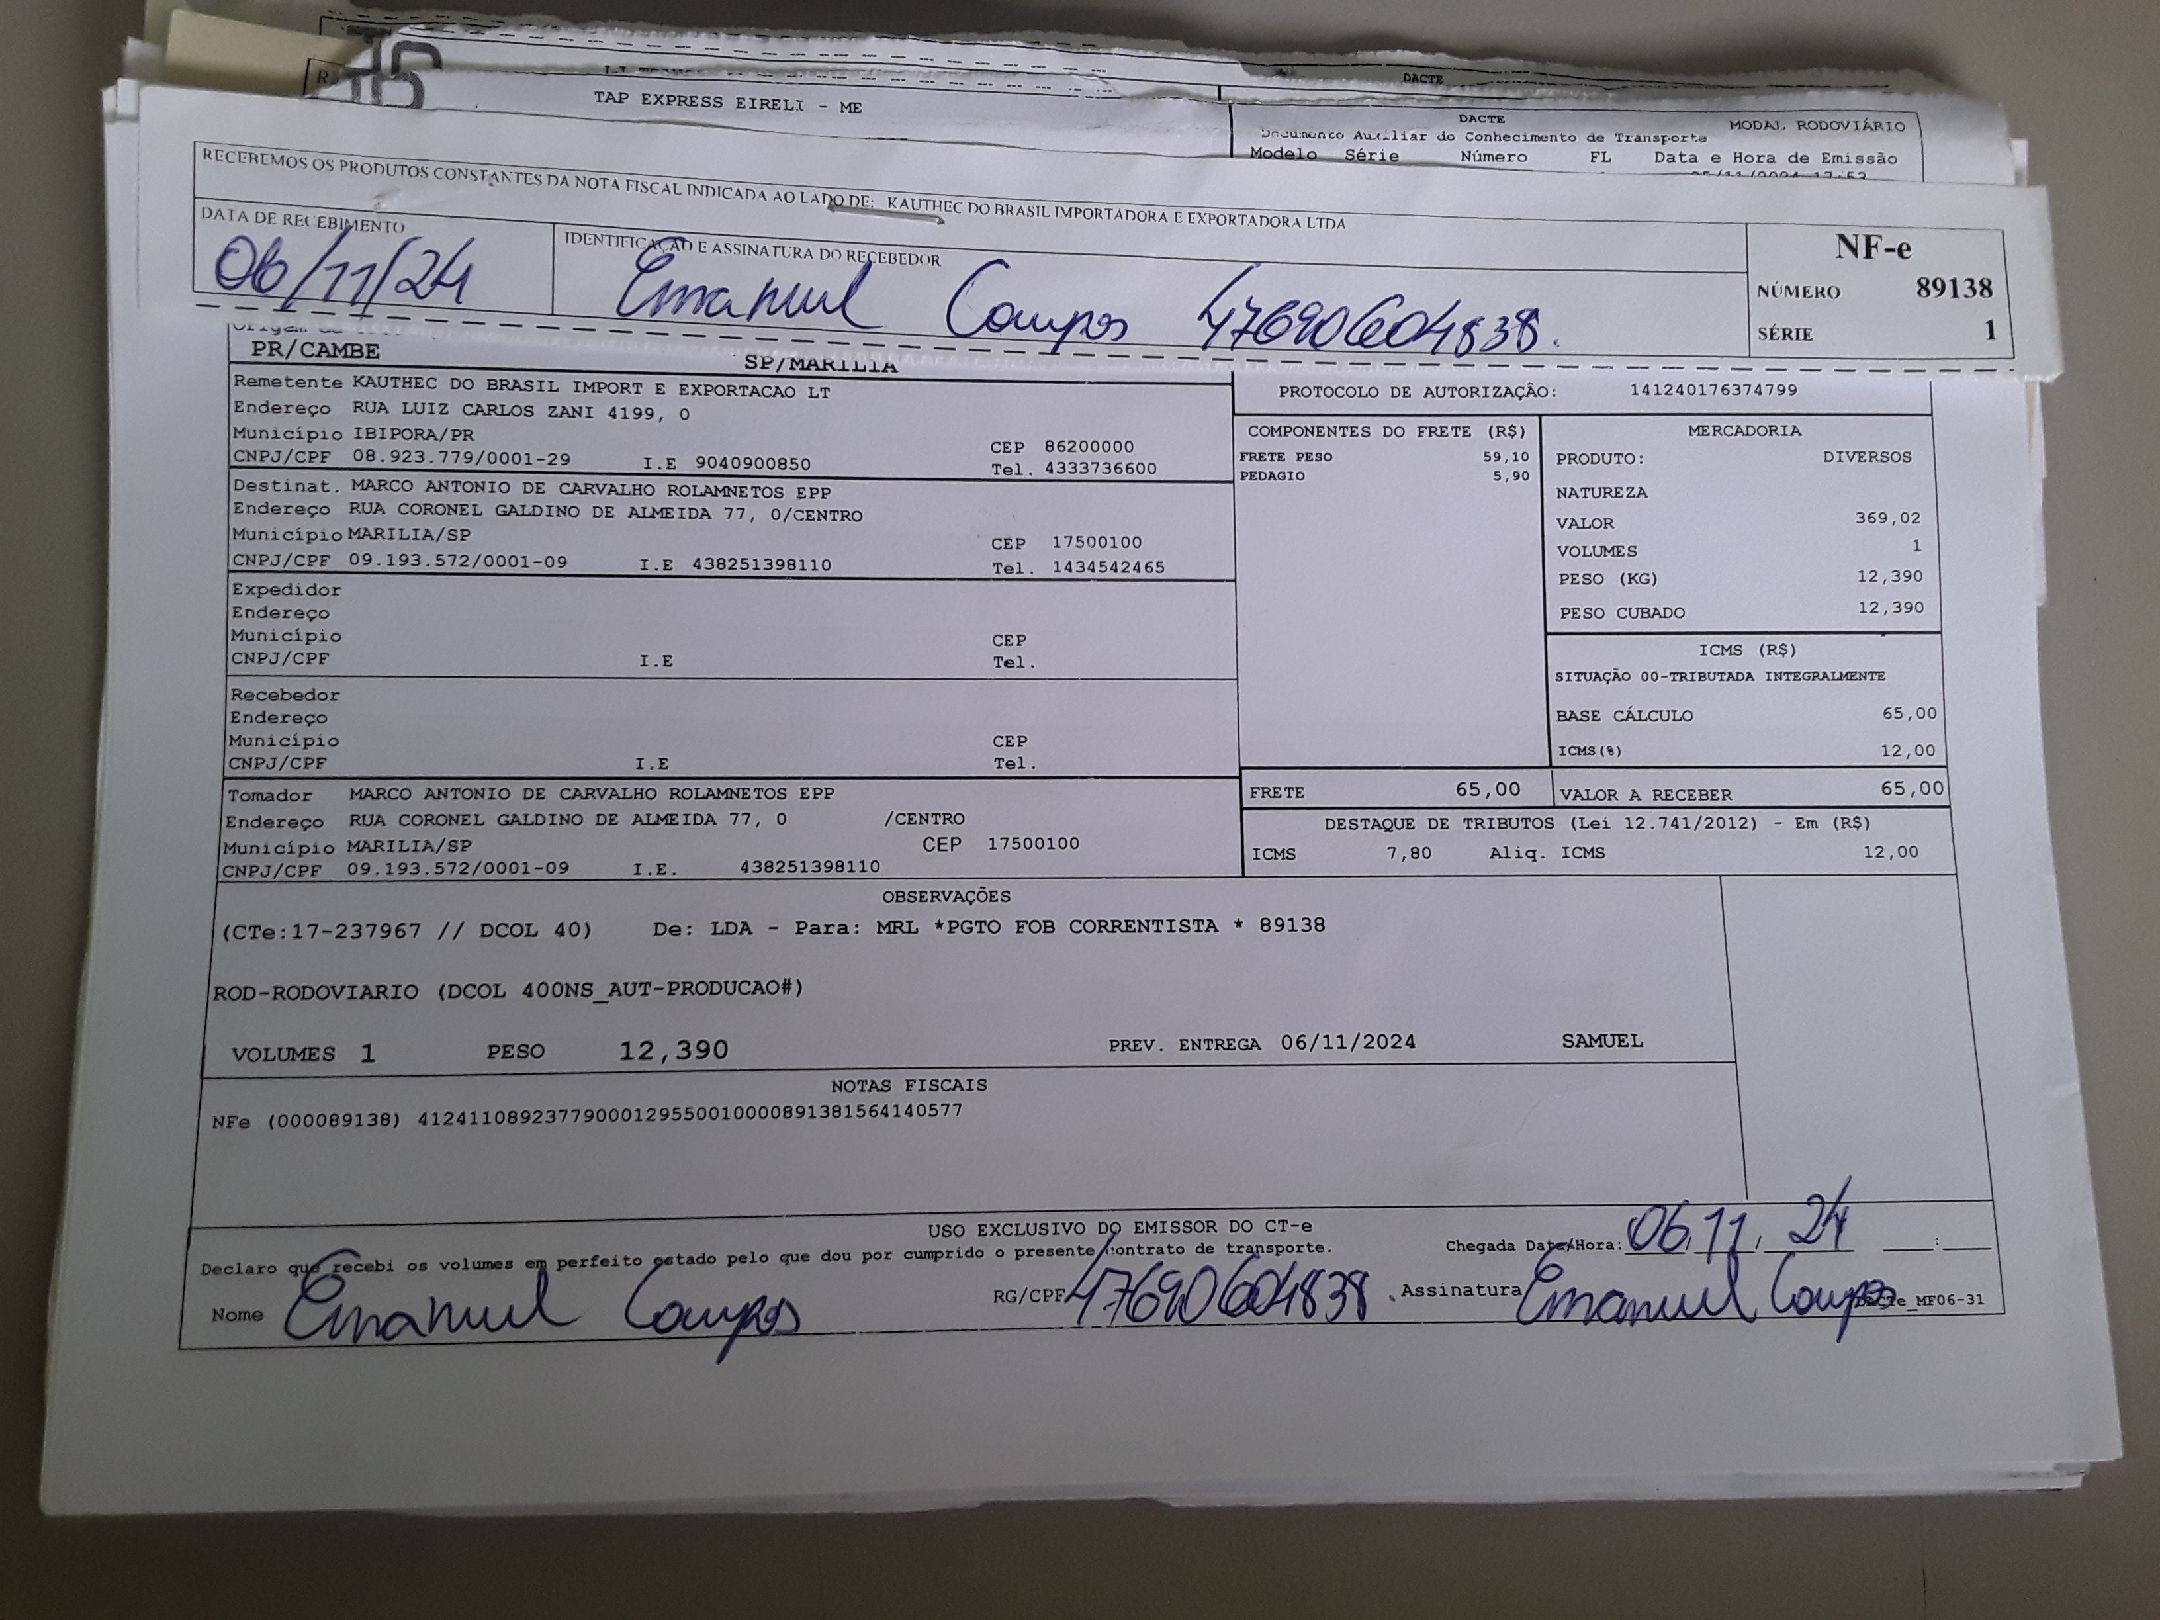 DACTE
TAP EXPRESS EIRELI - ME
DACTE
MODAL RODOVIÁRIO
Documento Auxiliar do Conhecimento de Transporte
Modelo Série Número FL Data e Hora de Emissão
RECEBEMOS OS PRODUTOS CONSTANTES DA NOTA FISCAL INDICADA AO LADO DE: KAUTHEC DO BRASIL IMPORTADORA E EXPORTADORA LTDA
DATA DE RECEBIMENTO
06/11/24
IDENTIFICAÇÃO E ASSINATURA DO RECEBEDOR
Emanuel Campos 47690604838.
NF-e
NÚMERO 89138
SÉRIE 1
PR/CAMBE
SP/MARILIA
Remetente KAUTHEC DO BRASIL IMPORT E EXPORTACAO LT
Endereço RUA LUIZ CARLOS ZANI 4199, 0
Município IBIPORA/PR CEP 86200000
CNPJ/CPF 08.923.779/0001-29 I.E 9040900850 Tel. 4333736600
Destinat. MARCO ANTONIO DE CARVALHO ROLAMNETOS EPP
Endereço RUA CORONEL GALDINO DE ALMEIDA 77, 0/CENTRO
Município MARILIA/SP CEP 17500100
CNPJ/CPF 09.193.572/0001-09 I.E 438251398110 Tel. 1434542465
Expedidor
Endereço
Município CEP
CNPJ/CPF I.E Tel.
Recebedor
Endereço
Município CEP
CNPJ/CPF I.E Tel.
Tomador MARCO ANTONIO DE CARVALHO ROLAMNETOS EPP
Endereço RUA CORONEL GALDINO DE ALMEIDA 77, 0 /CENTRO
Município MARILIA/SP CEP 17500100
CNPJ/CPF 09.193.572/0001-09 I.E. 438251398110
PROTOCOLO DE AUTORIZAÇÃO: 141240176374799
COMPONENTES DO FRETE (R$)
FRETE PESO 59,10
PEDAGIO 5,90
MERCADORIA
PRODUTO: DIVERSOS
NATUREZA
VALOR 369,02
VOLUMES 1
PESO (KG) 12,390
PESO CUBADO 12,390
ICMS (R$)
SITUAÇÃO 00-TRIBUTADA INTEGRALMENTE
BASE CÁLCULO 65,00
ICMS(%) 12,00
FRETE 65,00 VALOR A RECEBER 65,00
DESTAQUE DE TRIBUTOS (Lei 12.741/2012) - Em (R$)
ICMS 7,80 Aliq. ICMS 12,00
OBSERVAÇÕES
(CTe:17-237967 // DCOL 40) De: LDA - Para: MRL *PGTO FOB CORRENTISTA * 89138
ROD-RODOVIARIO (DCOL 400NS_AUT-PRODUCAO#)
VOLUMES 1 PESO 12,390 PREV. ENTREGA 06/11/2024 SAMUEL
NOTAS FISCAIS
NFe (000089138) 41241108923779000129550010000891381564140577
USO EXCLUSIVO DO EMISSOR DO CT-e
Declaro que recebi os volumes em perfeito estado pelo que dou por cumprido o presente contrato de transporte.
Chegada Data/Hora: 06 11 24 :
Nome Emanuel Campos RG/CPF 47690604838. Assinatura Emanuel Campos